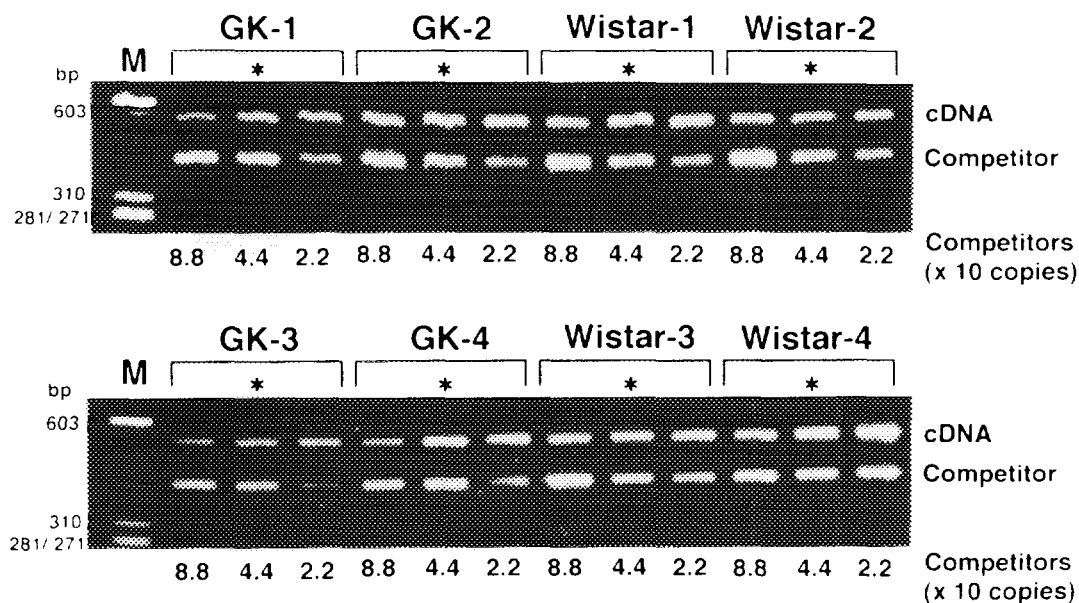 GK-1 GK-2 Wistar-1 Wistar-2
M * * * *
bp
603 cDNA
Competitor
310
281/ 271
8.8 4.4 2.2 8.8 4.4 2.2 8.8 4.4 2.2 8.8 4.4 2.2 Competitors
(x 10 copies)
GK-3 GK-4 Wistar-3 Wistar-4
M * * * *
bp
603 cDNA
Competitor
310
281/ 271
8.8 4.4 2.2 8.8 4.4 2.2 8.8 4.4 2.2 8.8 4.4 2.2 Competitors
(x 10 copies)